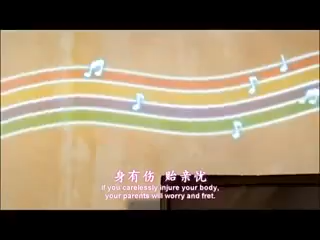 身有伤 贻亲忧
If you carelessly injure your body,
your parents will worry and fret.